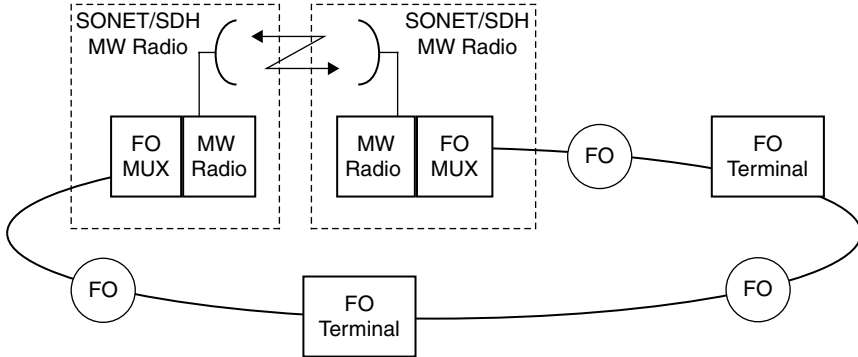 SONET/SDH
MW Radio
SONET/SDH
MW Radio
FO
MUX
MW
Radio
MW
Radio
FO
MUX
FO
FO
Terminal
FO
FO
Terminal
FO